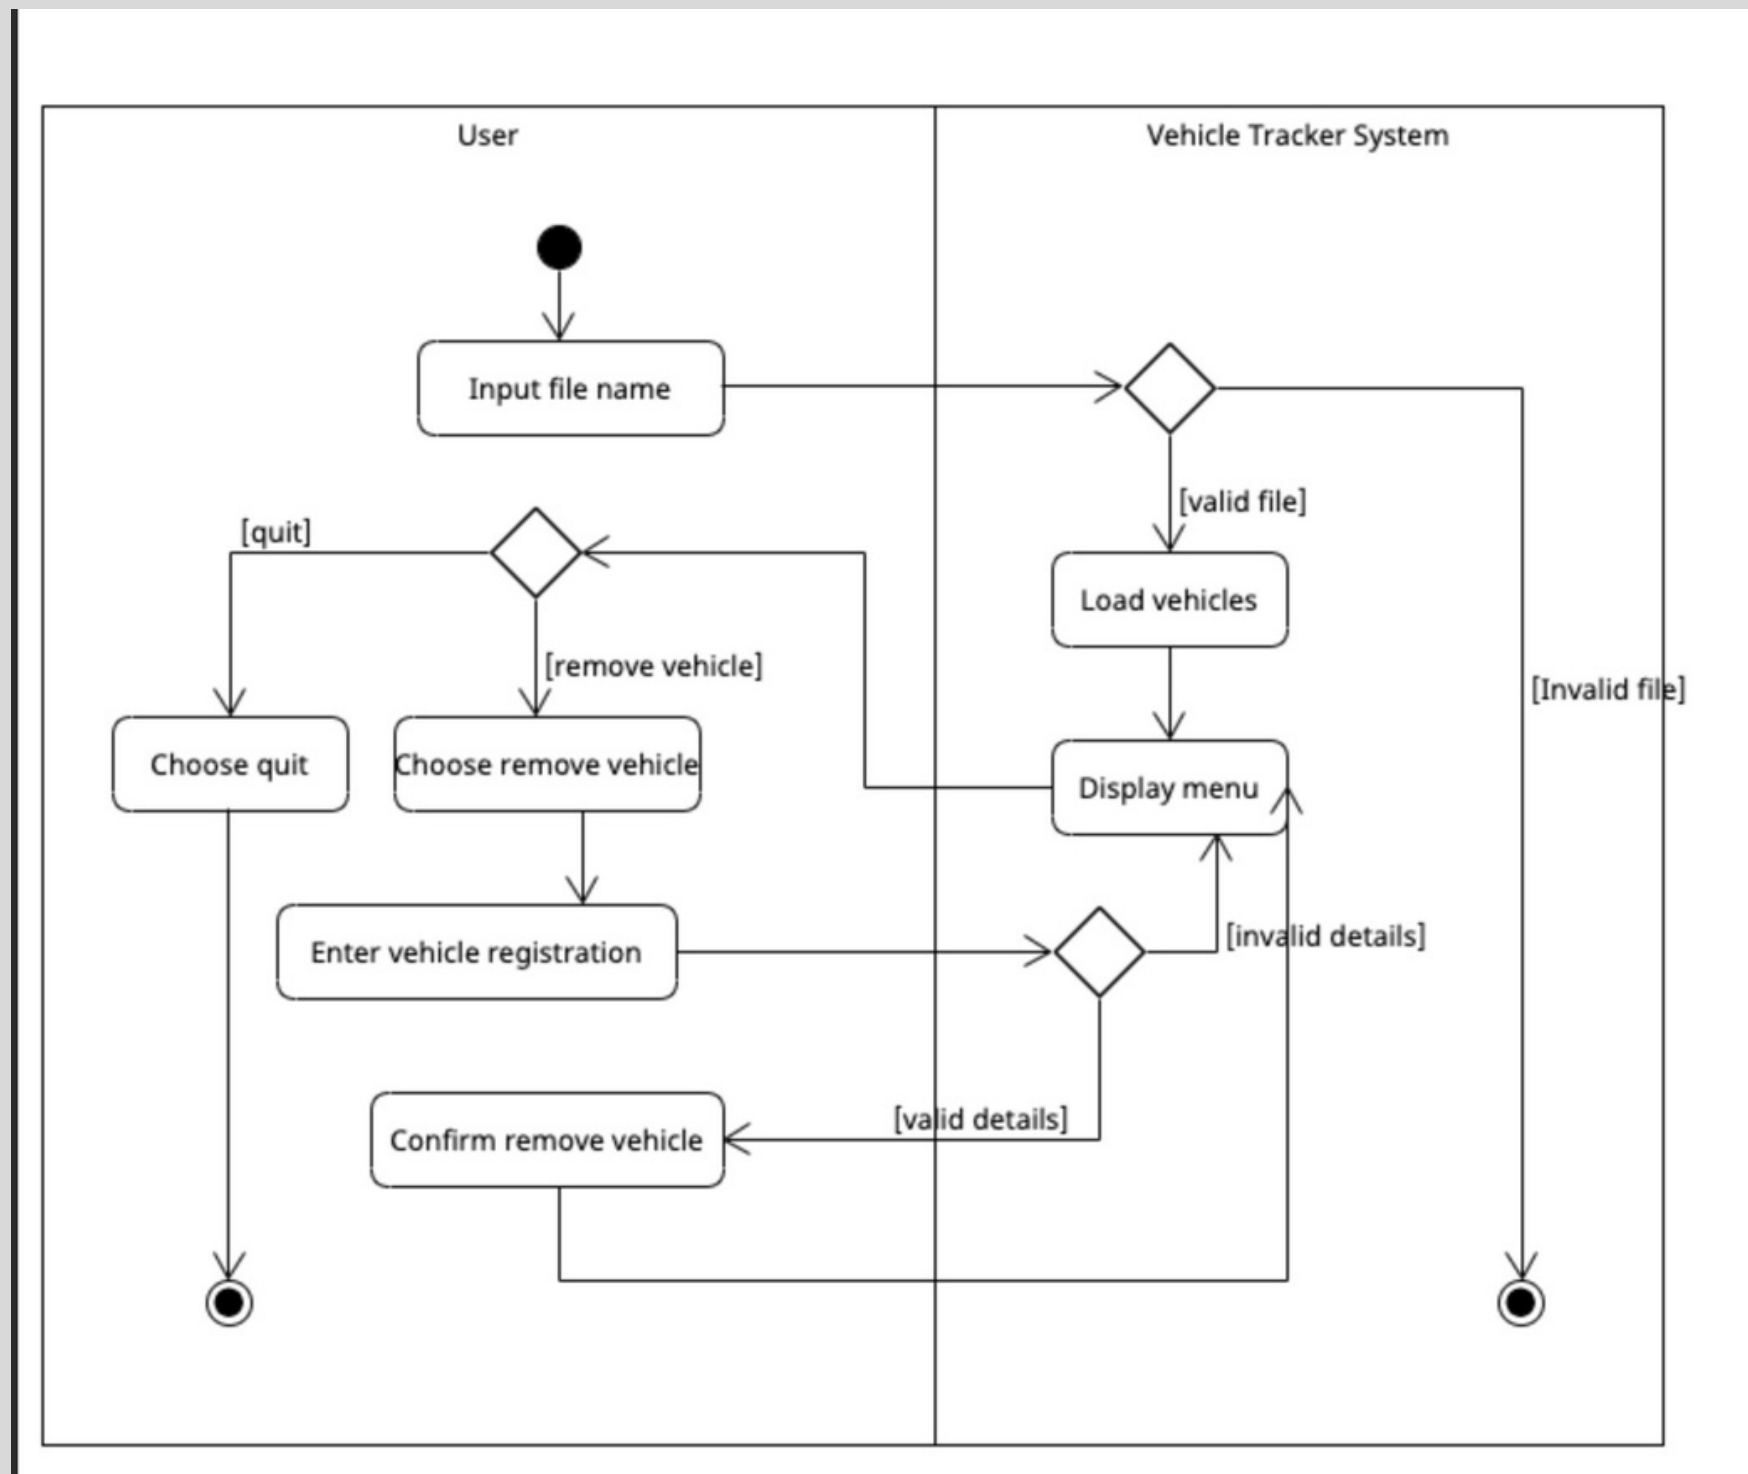 User
Vehicle Tracker System
Input file name
[valid file]
[quit]
Load vehicles
[remove vehicle]
[Invalid file]
Choose quit
Choose remove vehicle
Display menu
[invalid details]
Enter vehicle registration
[valid details]
Confirm remove vehicle